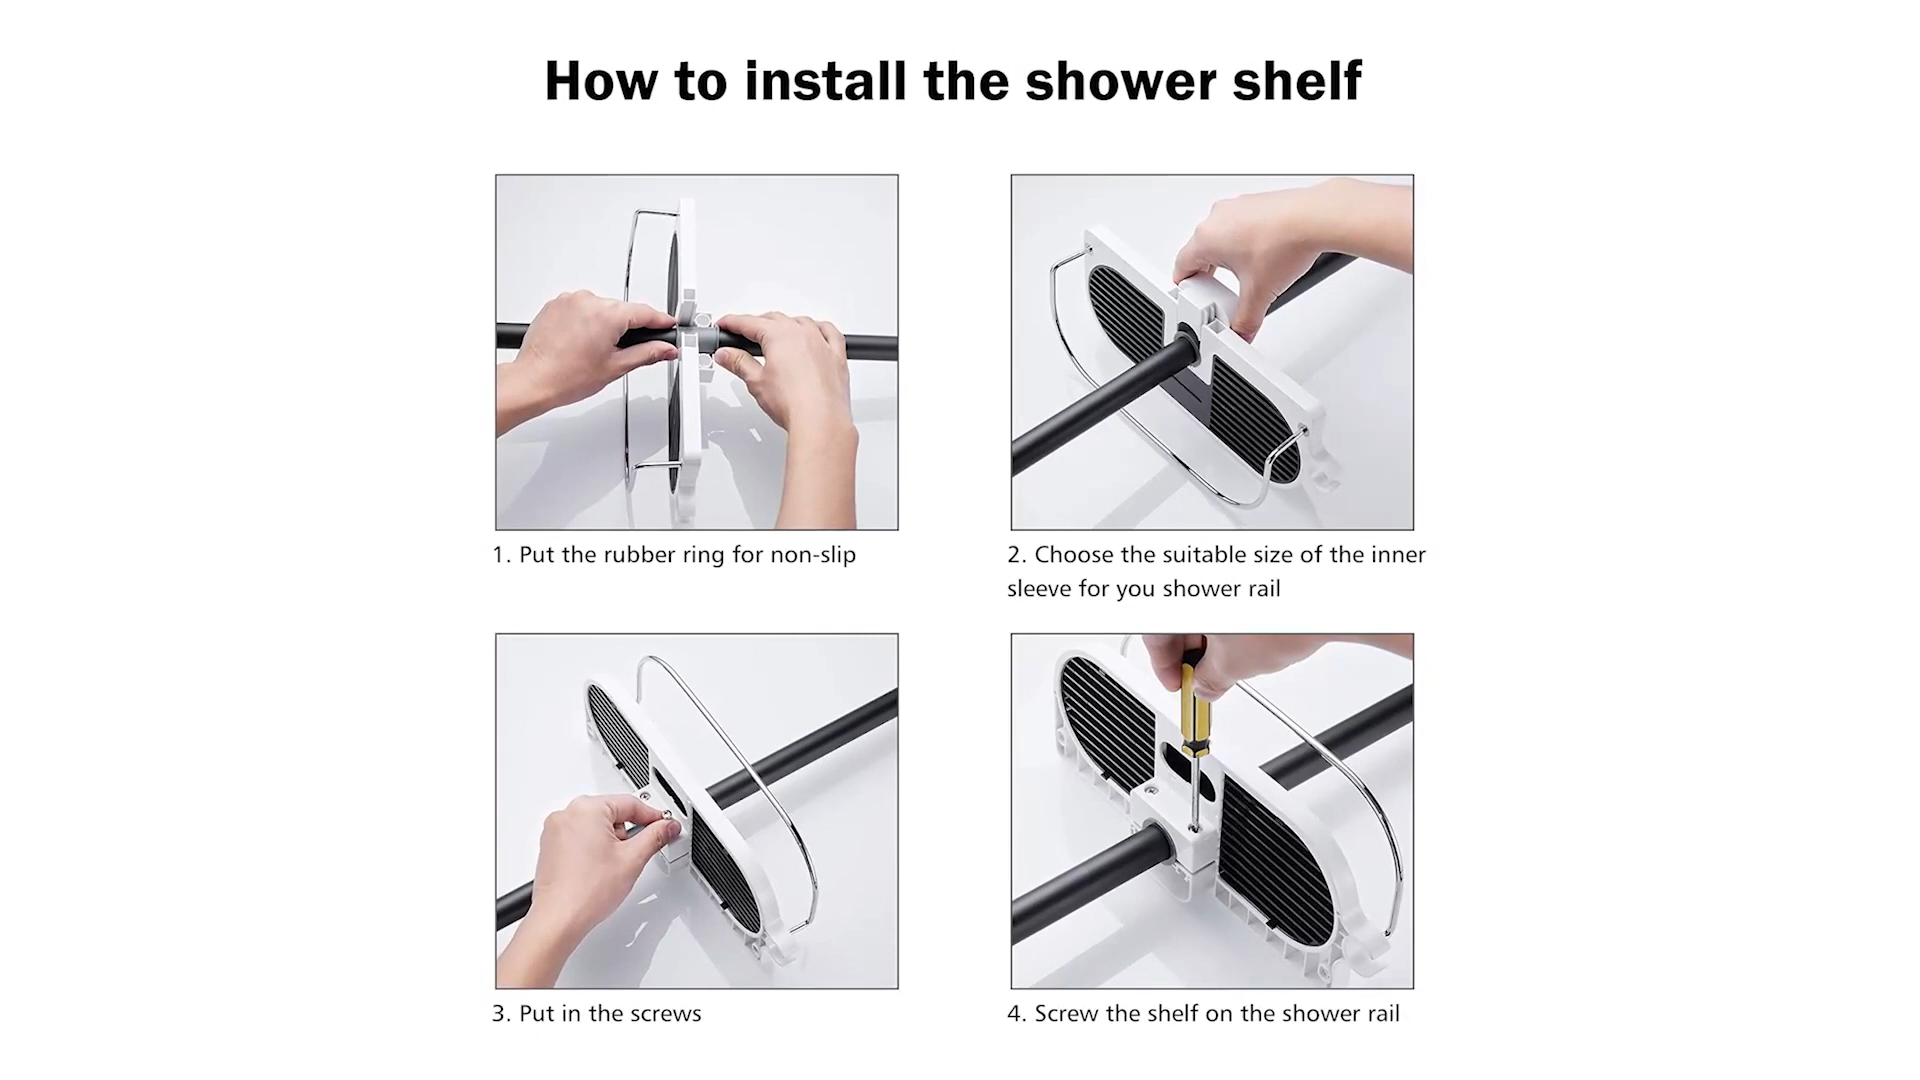 How to install the shower shelf
1. Put the rubber ring for non-slip
2. Choose the suitable size of the inner
sleeve for you shower rail
3. Put in the screws
4. Screw the shelf on the shower rail